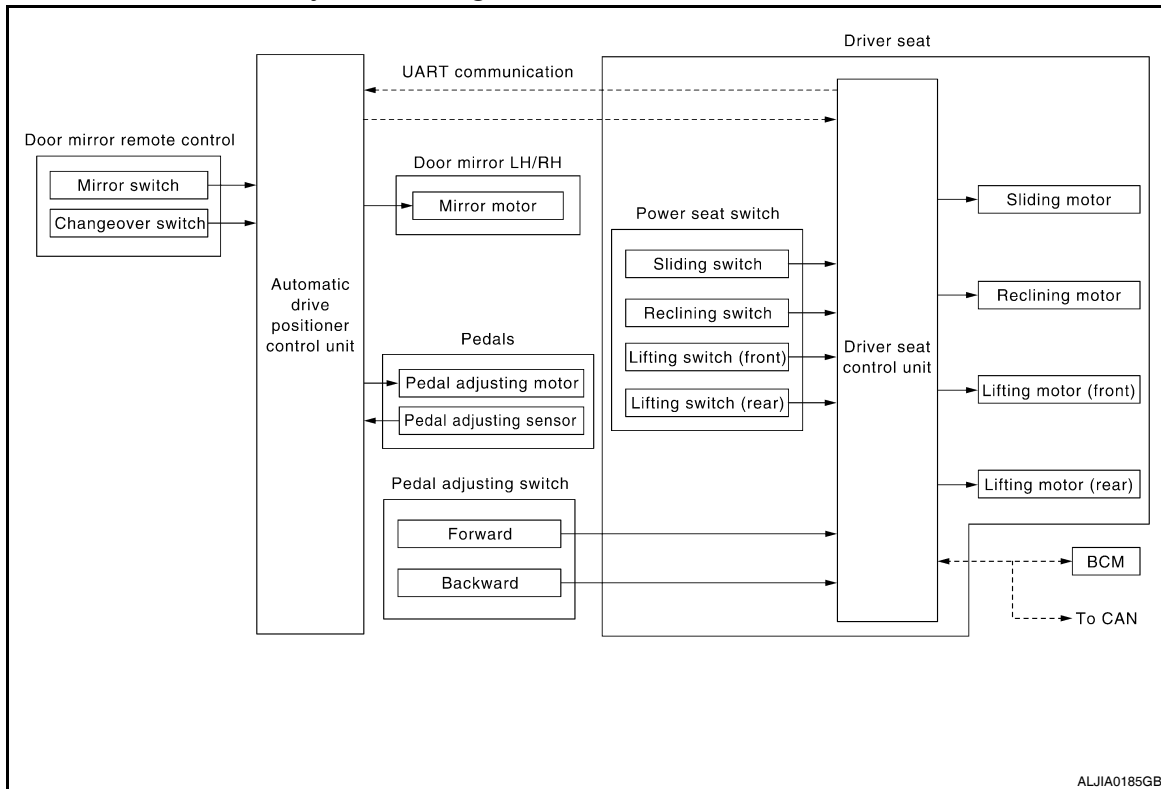 Driver seat
UART communication
Door mirror remote control
Mirror switch
Changeover switch
Automatic
drive
positioner
control unit
Door mirror LH/RH
Mirror motor
Pedals
Pedal adjusting motor
Pedal adjusting sensor
Pedal adjusting switch
Forward
Backward
Power seat switch
Sliding switch
Reclining switch
Lifting switch (front)
Lifting switch (rear)
Driver seat
control unit
Sliding motor
Reclining motor
Lifting motor (front)
Lifting motor (rear)
BCM
To CAN
ALJIA0185GB